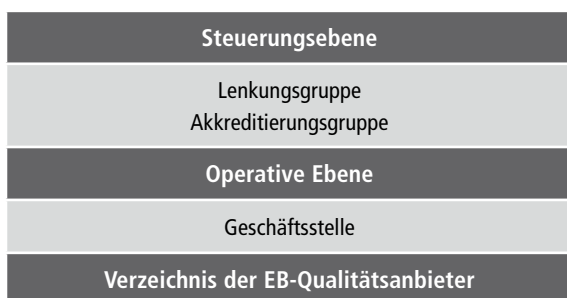 Steuerungsebene
Lenkungsgruppe
Akkreditierungsgruppe
Operative Ebene
Geschäftsstelle
Verzeichnis der EB-Qualitätsanbieter